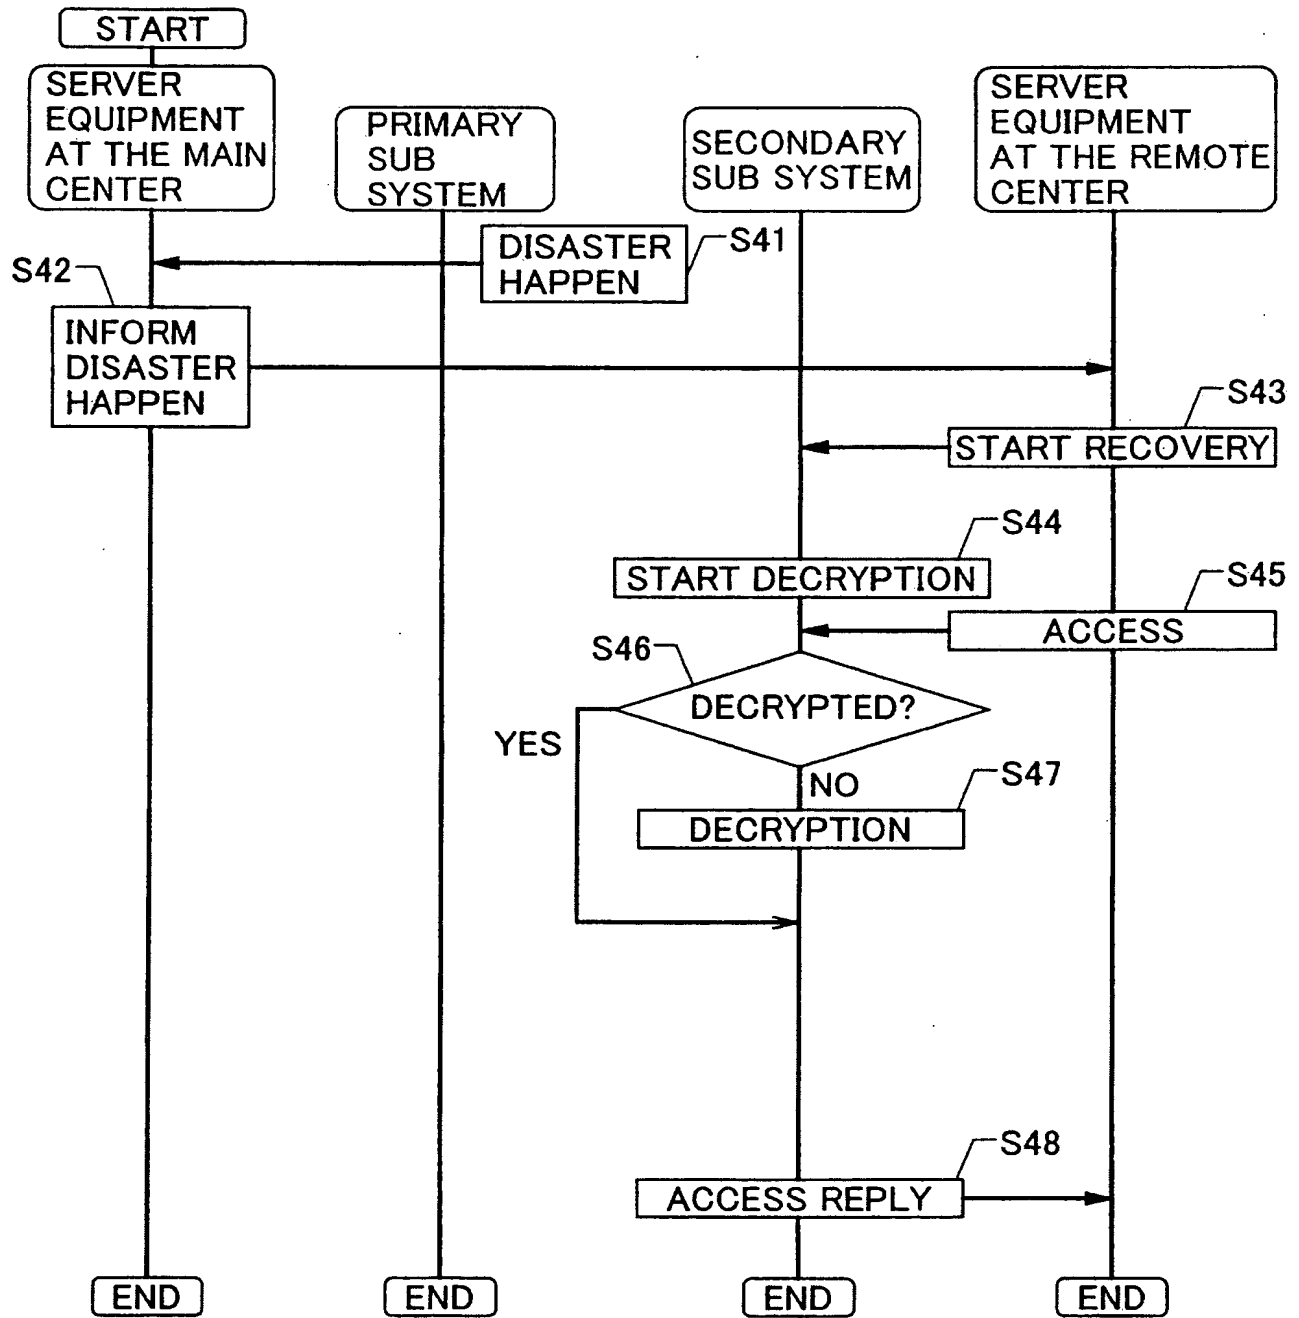 START
SERVER
EQUIPMENT
AT THE MAIN
CENTER
PRIMARY
SUB
SYSTEM
SECONDARY
SUB SYSTEM
SERVER
EQUIPMENT
AT THE REMOTE
CENTER
DISASTER
HAPPEN
S41
S42
INFORM
DISASTER
HAPPEN
S43
START RECOVERY
S44
START DECRYPTION
S45
ACCESS
S46
DECRYPTED?
YES
NO
S47
DECRYPTION
S48
ACCESS REPLY
END
END
END
END